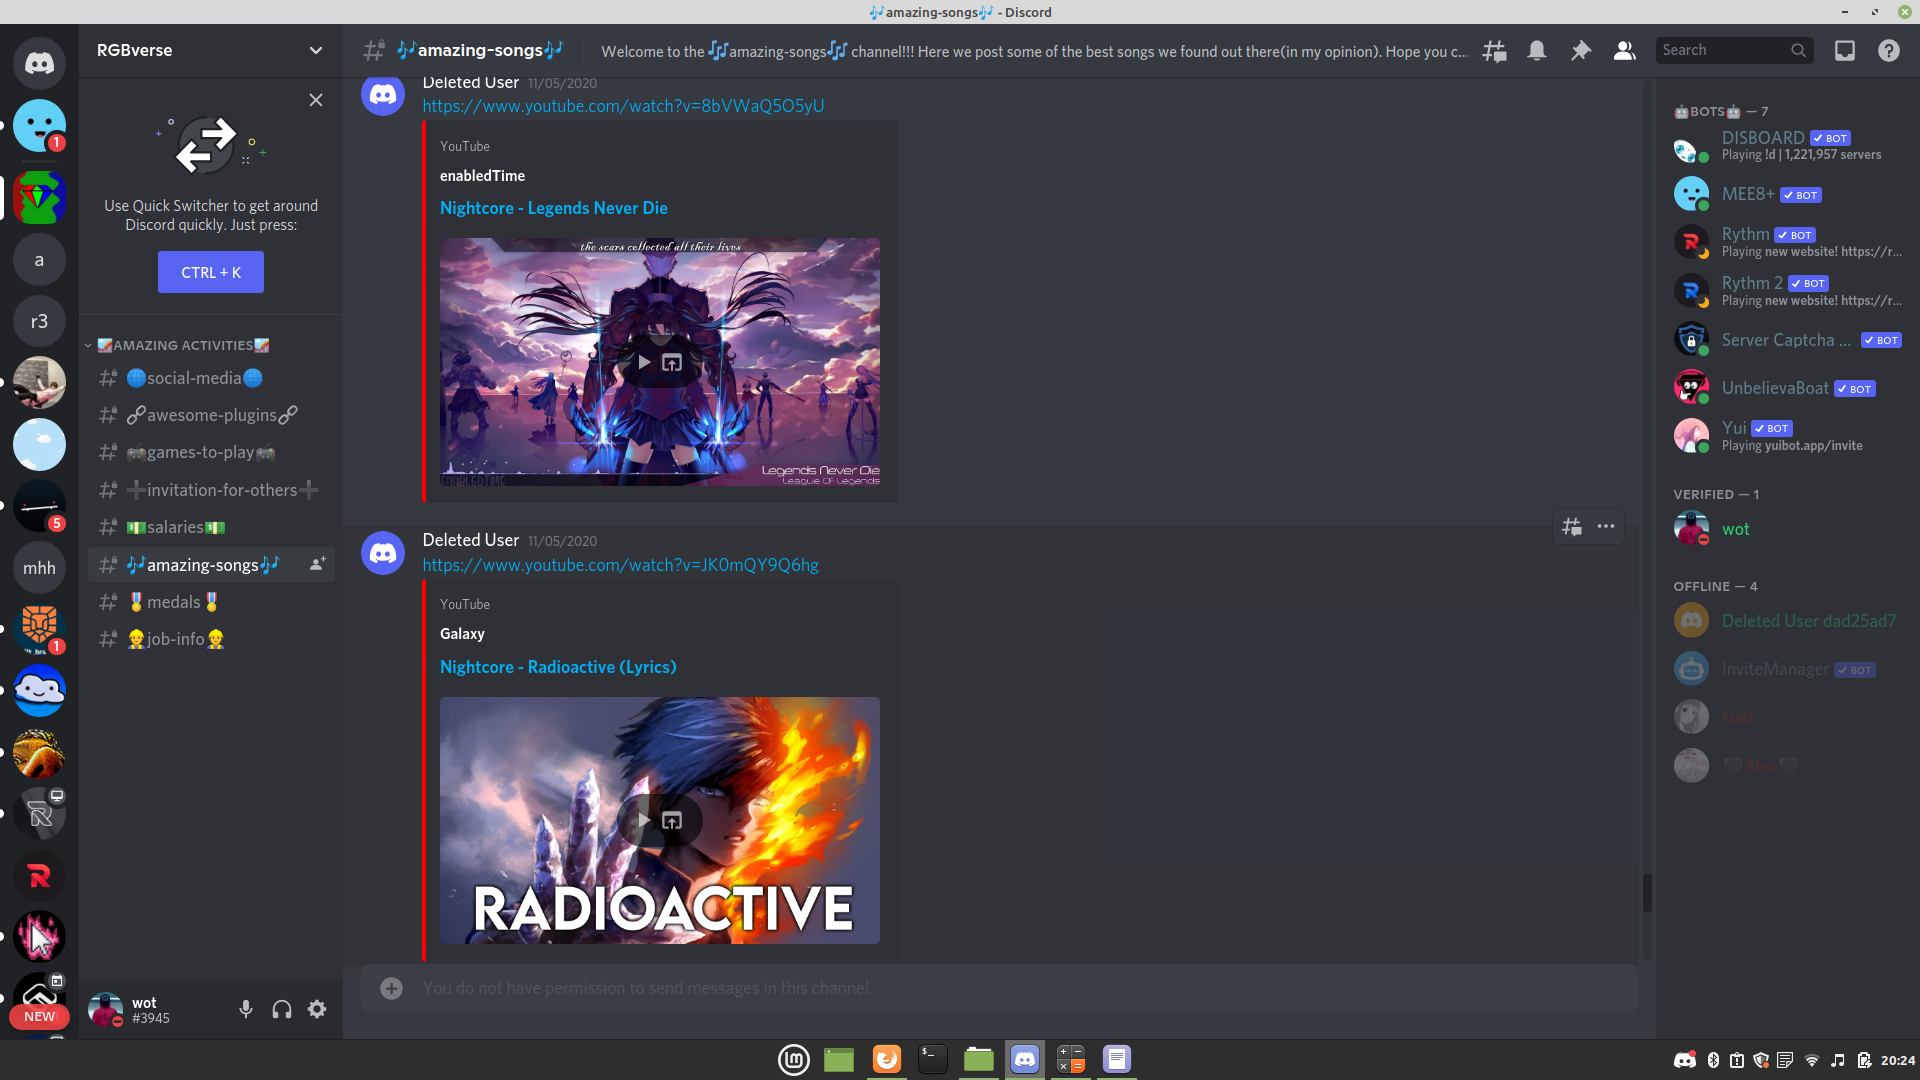 🎶amazing-songs🎶 - Discord
RGBverse
🎶amazing-songs🎶
Welcome to the 🎶amazing-songs🎶 channel!!! Here we post some of the best songs we found out there(in my opinion). Hope you c...
Search
Use Quick Switcher to get around
Discord quickly. Just press:
CTRL + K
AMAZING ACTIVITIES
🌐social-media🌐
🔗awesome-plugins🔗
🎮games-to-play🎮
➕invitation-for-others➕
💵salaries💵
🎶amazing-songs🎶
🏅medals🏅
👷job-info👷
wot
#3945
1
a
r3
5
mhh
1
NEW
Deleted User 11/05/2020
https://www.youtube.com/watch?v=8bVWaQ5O5yU
YouTube
enabledTime
Nightcore - Legends Never Die
the scars collected all their lives
Legends Never Die
League Of Legends
ENABLEDTIME
Deleted User 11/05/2020
https://www.youtube.com/watch?v=JK0mQY9Q6hg
YouTube
Galaxy
Nightcore - Radioactive (Lyrics)
RADIOACTIVE
You do not have permission to send messages in this channel.
🤖BOTS🤖 — 7
DISBOARD ✓ BOT
Playing !d | 1,221,957 servers
MEE8+ ✓ BOT
Rythm ✓ BOT
Playing new website! https://r...
Rythm 2 ✓ BOT
Playing new website! https://r...
Server Captcha ... ✓ BOT
UnbelievaBoat ✓ BOT
Yui ✓ BOT
Playing yuibot.app/invite
VERIFIED — 1
wot
OFFLINE — 4
Deleted User dad25ad7
InviteManager ✓ BOT
Nafi
🖤Alex🖤
20:24